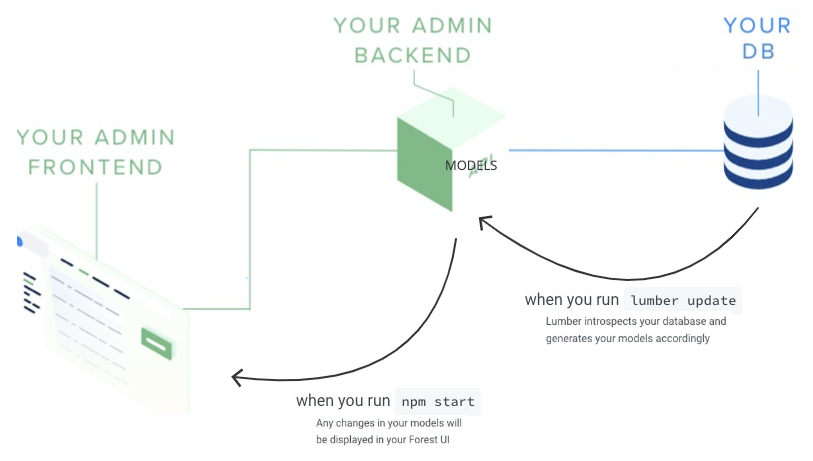 YOUR ADMIN
BACKEND
YOUR
DB
YOUR ADMIN
FRONTEND
MODELS
when you run lumber update
Lumber introspects your database and
generates your models accordingly
when you run npm start
Any changes in your models will
be displayed in your Forest UI